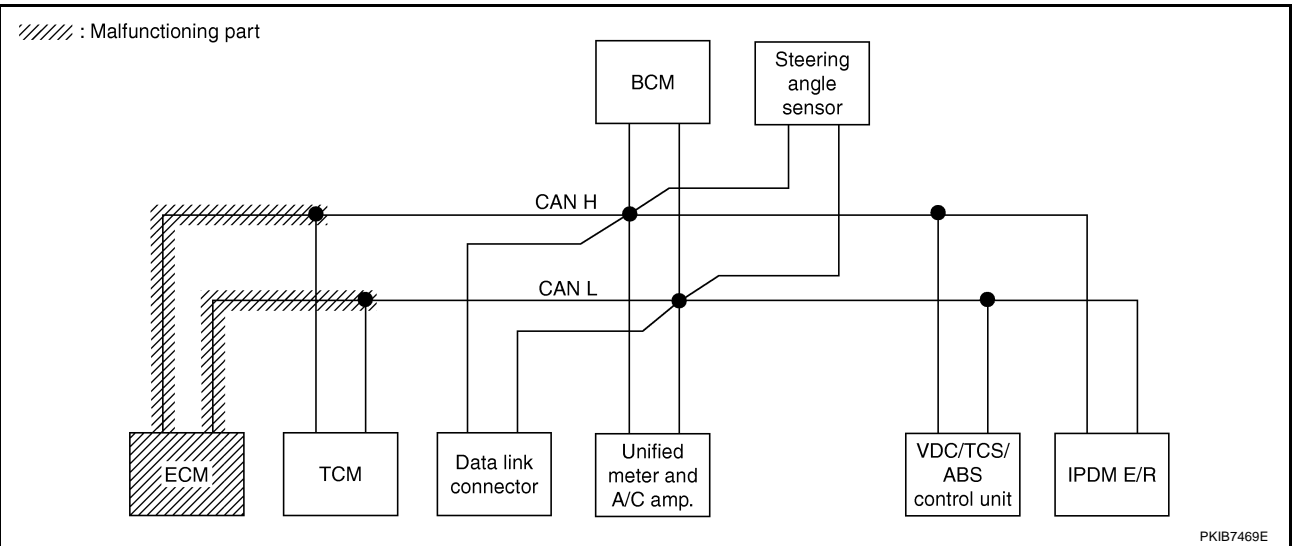 : Malfunctioning part
BCM
Steering
angle
sensor
CAN H
CAN L
ECM
TCM
Data link
connector
Unified
meter and
A/C amp.
VDC/TCS/
ABS
control unit
IPDM E/R
PKIB7469E